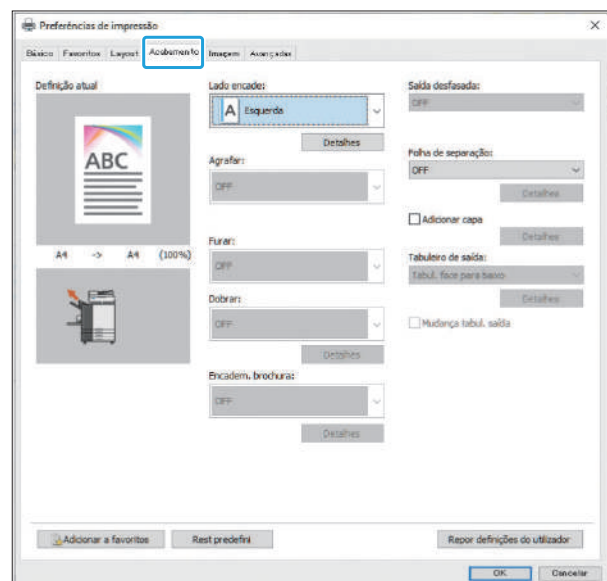 Preferências de impressão
Básico Favoritos Layout Acabamento Imagem Avançadas
Definição atual
ABC
A4 -> A4 (100%)
Lado encade:
A Esquerda
Detalhes
Agrafar:
OFF
Furar:
OFF
Dobrar:
OFF
Detalhes
Encadern. brochura:
OFF
Detalhes
Saída desfasada:
OFF
Folha de separação:
OFF
Detalhes
Adicionar capa
Detalhes
Tabuleiro de saída:
Tabul. face para baixo
Detalhes
Mudança tabul. saída
Adicionar a favoritos
Rest predefini
Repor definições do utilizador
OK
Cancelar